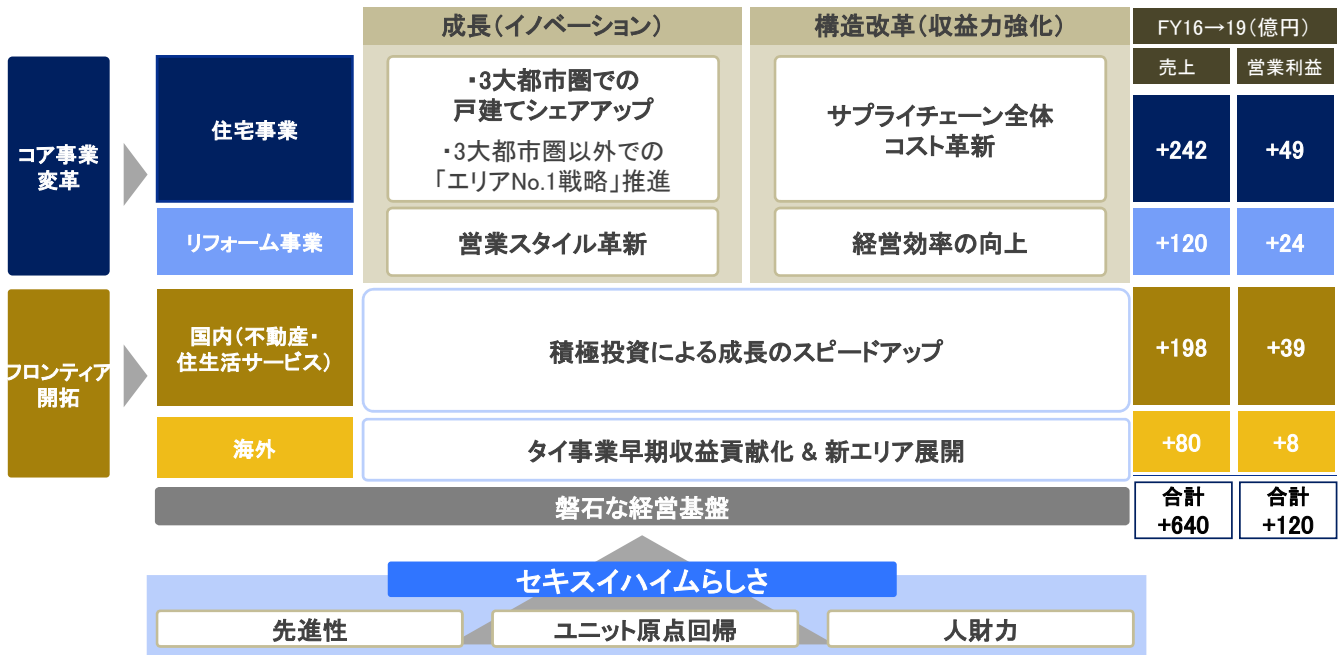 成長(イノベーション)
構造改革(収益力強化)
FY16→19(億円)
売上
営業利益
コア事業
変革
住宅事業
・3大都市圏での
戸建てシェアアップ
・3大都市圏以外での
「エリアNo.1戦略」推進
サプライチェーン全体
コスト革新
+242
+49
リフォーム事業
営業スタイル革新
経営効率の向上
+120
+24
フロンティア
開拓
国内(不動産・
住生活サービス)
積極投資による成長のスピードアップ
+198
+39
海外
タイ事業早期収益貢献化 & 新エリア展開
+80
+8
磐石な経営基盤
合計
+640
合計
+120
セキスイハイムらしさ
先進性
ユニット原点回帰
人財力